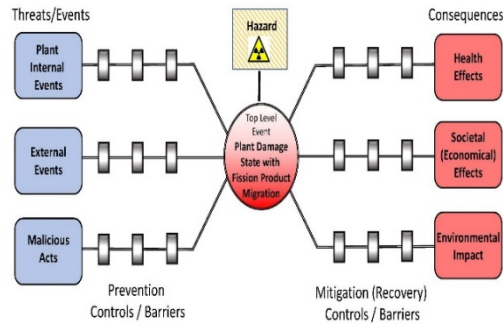 Threats/Events
Consequences
Hazard
Plant
Internal
Events
Health
Effects
Top Level
Event
Plant Damage
State with
Fission Product
Migration
External
Events
Societal
(Economical)
Effects
Malicious
Acts
Environmental
Impact
Prevention
Controls / Barriers
Mitigation (Recovery)
Controls / Barriers